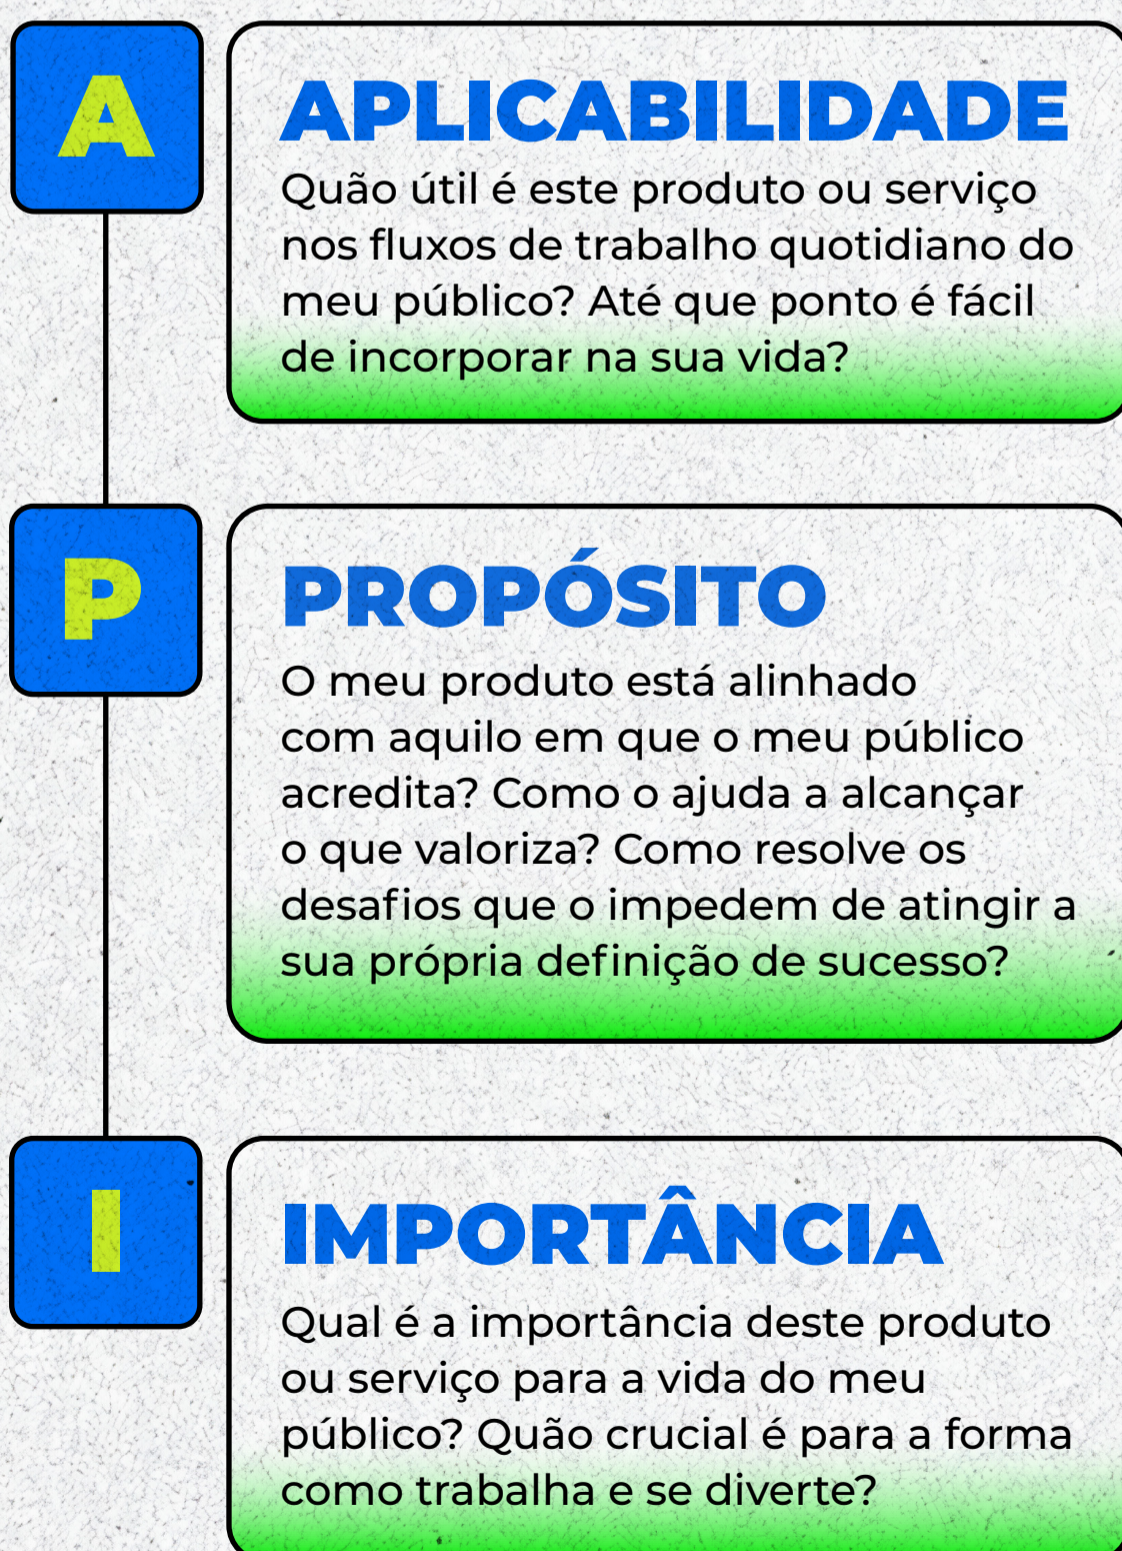 A
APLICABILIDADE
Quão útil é este produto ou serviço
nos fluxos de trabalho quotidiano do
meu público? Até que ponto é fácil
de incorporar na sua vida?
P
PROPÓSITO
O meu produto está alinhado
com aquilo em que o meu público
acredita? Como o ajuda a alcançar
o que valoriza? Como resolve os
desafios que o impedem de atingir a
sua própria definição de sucesso?
I
IMPORTÂNCIA
Qual é a importância deste produto
ou serviço para a vida do meu
público? Quão crucial é para a forma
como trabalha e se diverte?